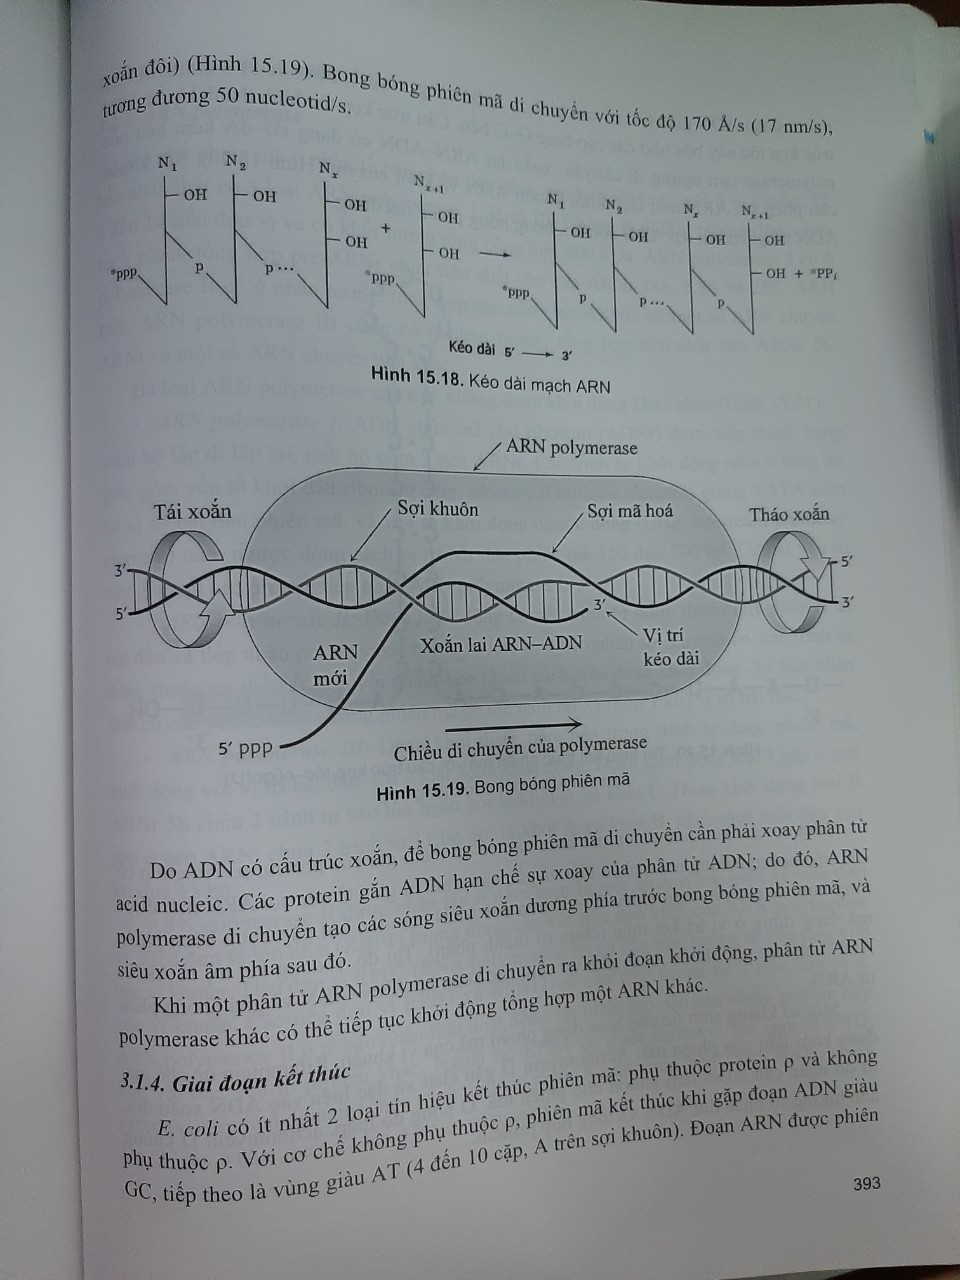 xoắn đôi) (Hình 15.19). Bong bóng phiên mã di chuyển với tốc độ 170 Å/s (17 nm/s),
tương đương 50 nucleotid/s.
N1 N2 Nx Nx+1 N1 N2 Nx Nx+1
OH OH OH OH OH OH OH OH
+
OH OH → OH + *PPi
*ppp p p... *ppp *ppp p p... p
Kéo dài 5′ → 3′
Hình 15.18. Kéo dài mạch ARN
ARN polymerase
Tái xoắn Sợi khuôn Sợi mã hoá Tháo xoắn
3′ 5′
5′ 3′ 3′
ARN mới
Xoắn lai ARN–ADN
Vị trí kéo dài
5′ ppp
Chiều di chuyển của polymerase
Hình 15.19. Bong bóng phiên mã
Do ADN có cấu trúc xoắn, để bong bóng phiên mã di chuyển cần phải xoay phân tử
acid nucleic. Các protein gắn ADN hạn chế sự xoay của phân tử ADN; do đó, ARN
polymerase di chuyển tạo các sóng siêu xoắn dương phía trước bong bóng phiên mã, và
siêu xoắn âm phía sau đó.
Khi một phân tử ARN polymerase di chuyển ra khỏi đoạn khởi động, phân tử ARN
polymerase khác có thể tiếp tục khởi động tổng hợp một ARN khác.
3.1.4. Giai đoạn kết thúc
E. coli có ít nhất 2 loại tín hiệu kết thúc phiên mã: phụ thuộc protein ρ và không
phụ thuộc ρ. Với cơ chế không phụ thuộc ρ, phiên mã kết thúc khi gặp đoạn ADN giàu
GC, tiếp theo là vùng giàu AT (4 đến 10 cặp, A trên sợi khuôn). Đoạn ARN được phiên
393